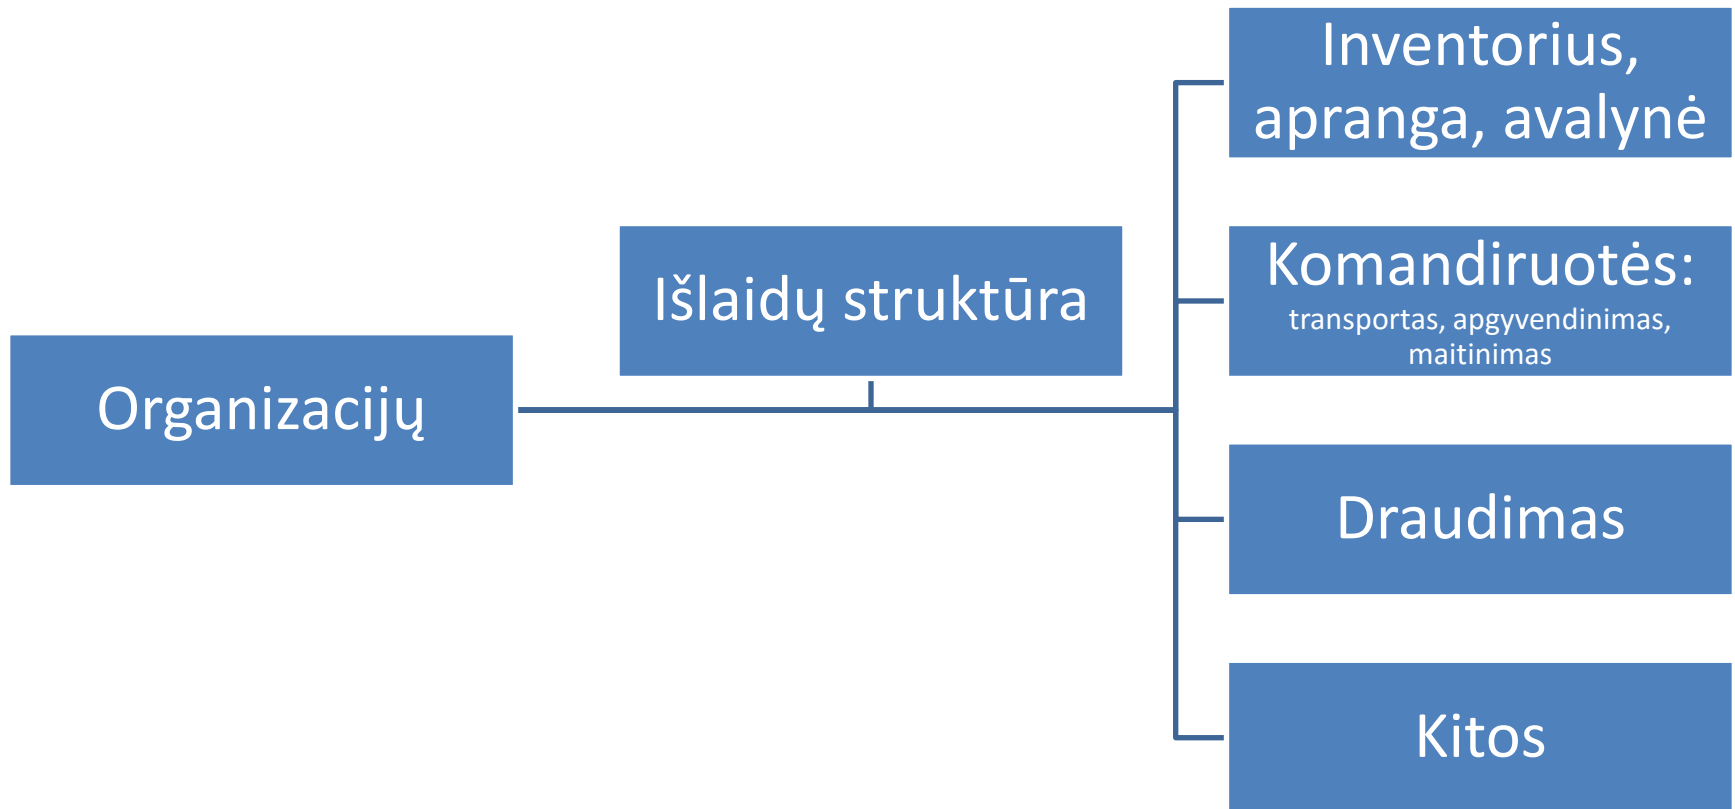 Organizacijų
Išlaidų struktūra
Inventorius,
apranga, avalynė
Komandiruotės:
transportas, apgyvendinimas,
maitinimas
Draudimas
Kitos